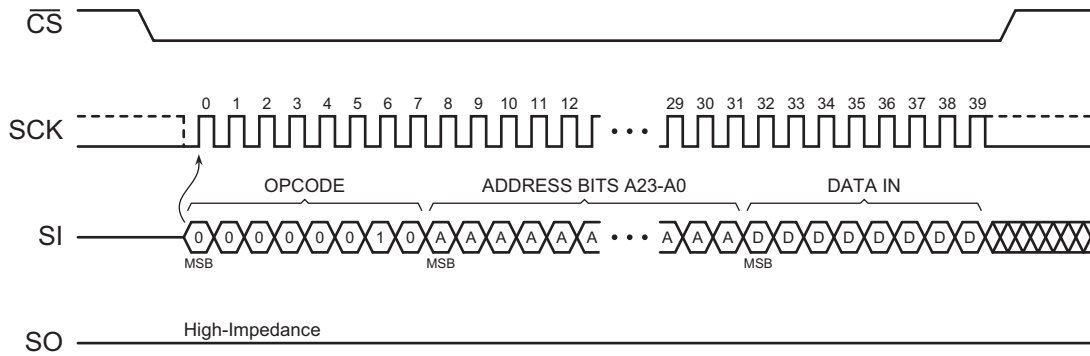 CS
0 1 2 3 4 5 6 7 8 9 10 11 12 29 30 31 32 33 34 35 36 37 38 39
SCK
OPCODE ADDRESS BITS A23-A0 DATA IN
SI 0 0 0 0 0 0 1 0 A A A A A A A A A D D D D D D D D
MSB MSB MSB
High-Impedance
SO